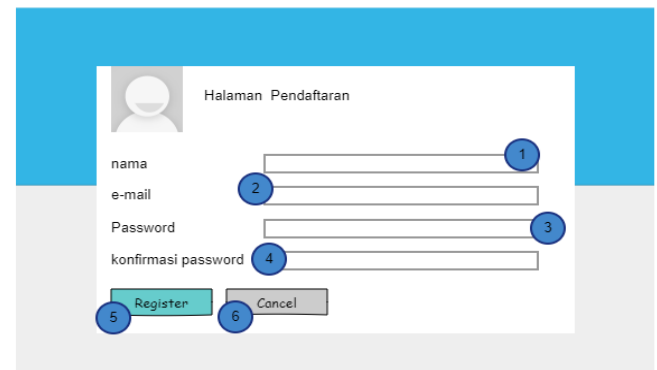 Halaman Pendaftaran
nama 1
e-mail 2
Password 3
konfirmasi password 4
Register Cancel
5 6